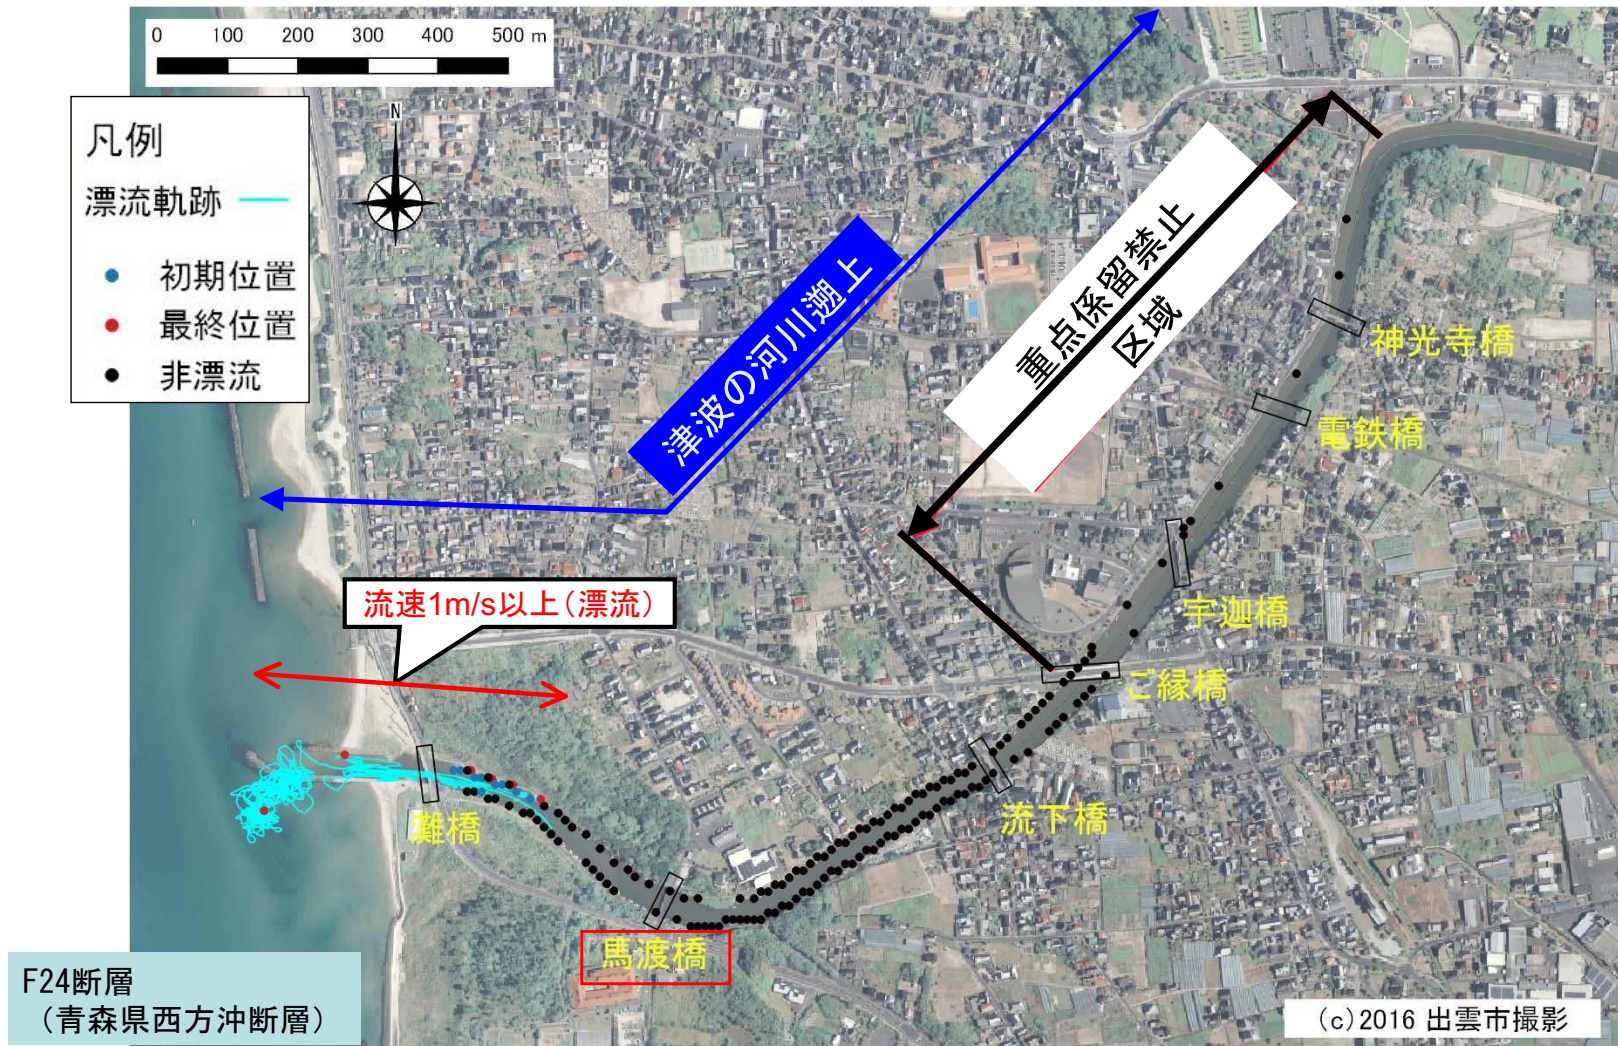 0 100 200 300 400 500 m
凡例
漂流軌跡
初期位置
最終位置
非漂流
N
津波の河川遡上
重点係留禁止
区域
神光寺橋
電鉄橋
宇迦橋
ご縁橋
流速1m/s以上（漂流）
流下橋
灘橋
馬渡橋
F24断層
（青森県西方沖断層）
(c)2016 出雲市撮影